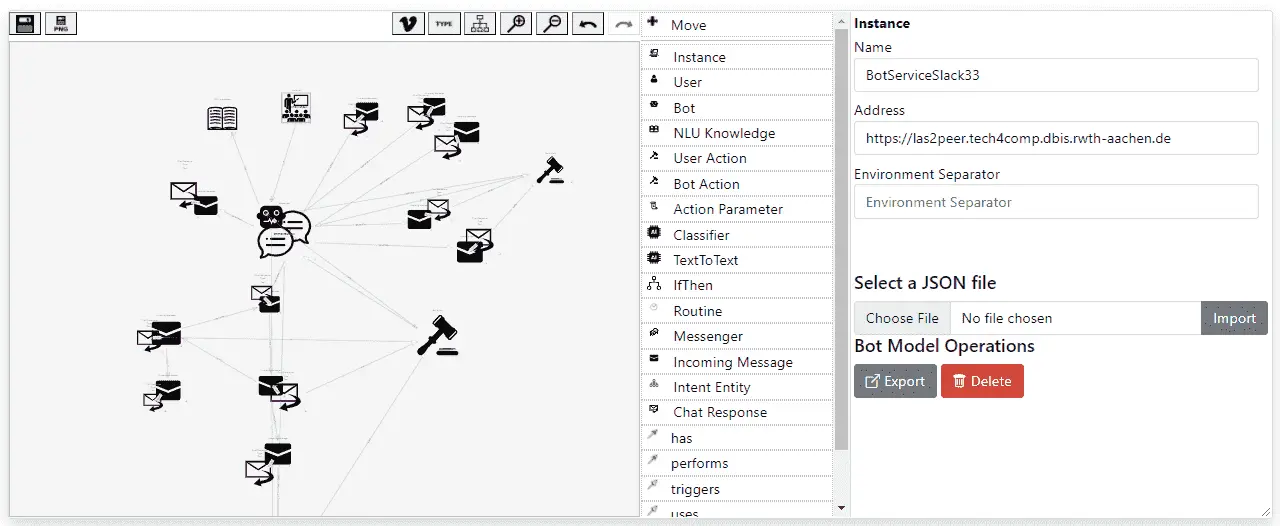 PNG
TYPE
Move
Instance
User
Bot
NLU Knowledge
User Action
Bot Action
Action Parameter
Classifier
TextToText
IfThen
Routine
Messenger
Incoming Message
Intent Entity
Chat Response
has
performs
triggers
uses
Instance
Name
BotServiceSlack33
Address
https://las2peer.tech4comp.dbis.rwth-aachen.de
Environment Separator
Environment Separator
Select a JSON file
Choose File No file chosen Import
Bot Model Operations
Export Delete